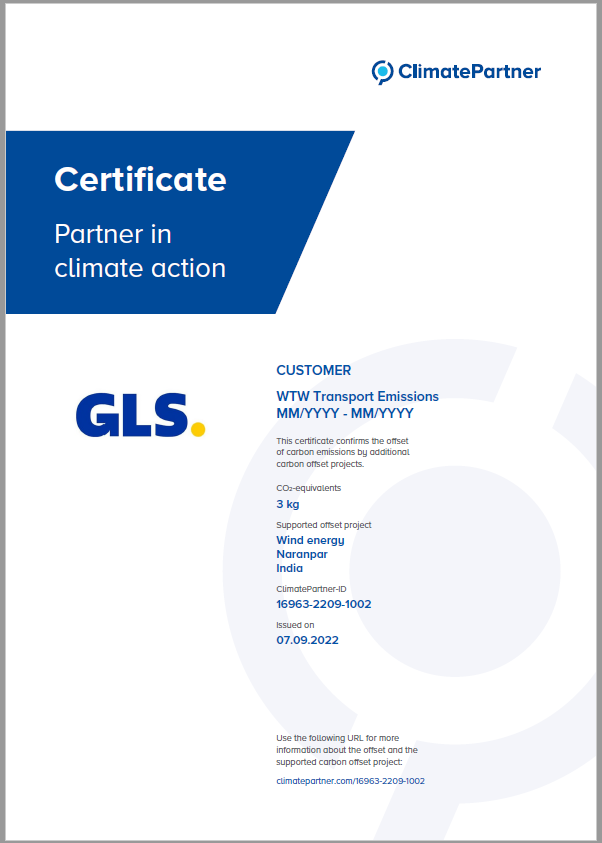 ClimatePartner
Certificate
Partner in
climate action
GLS.
CUSTOMER
WTW Transport Emissions
MM/YYYY - MM/YYYY
This certificate confirms the offset
of carbon emissions by additional
carbon offset projects.
CO₂-equivalents
3 kg
Supported offset project
Wind energy
Naranpar
India
ClimatePartner-ID
16963-2209-1002
Issued on
07.09.2022
Use the following URL for more
information about the offset and the
supported carbon offset project:
climatepartner.com/16963-2209-1002